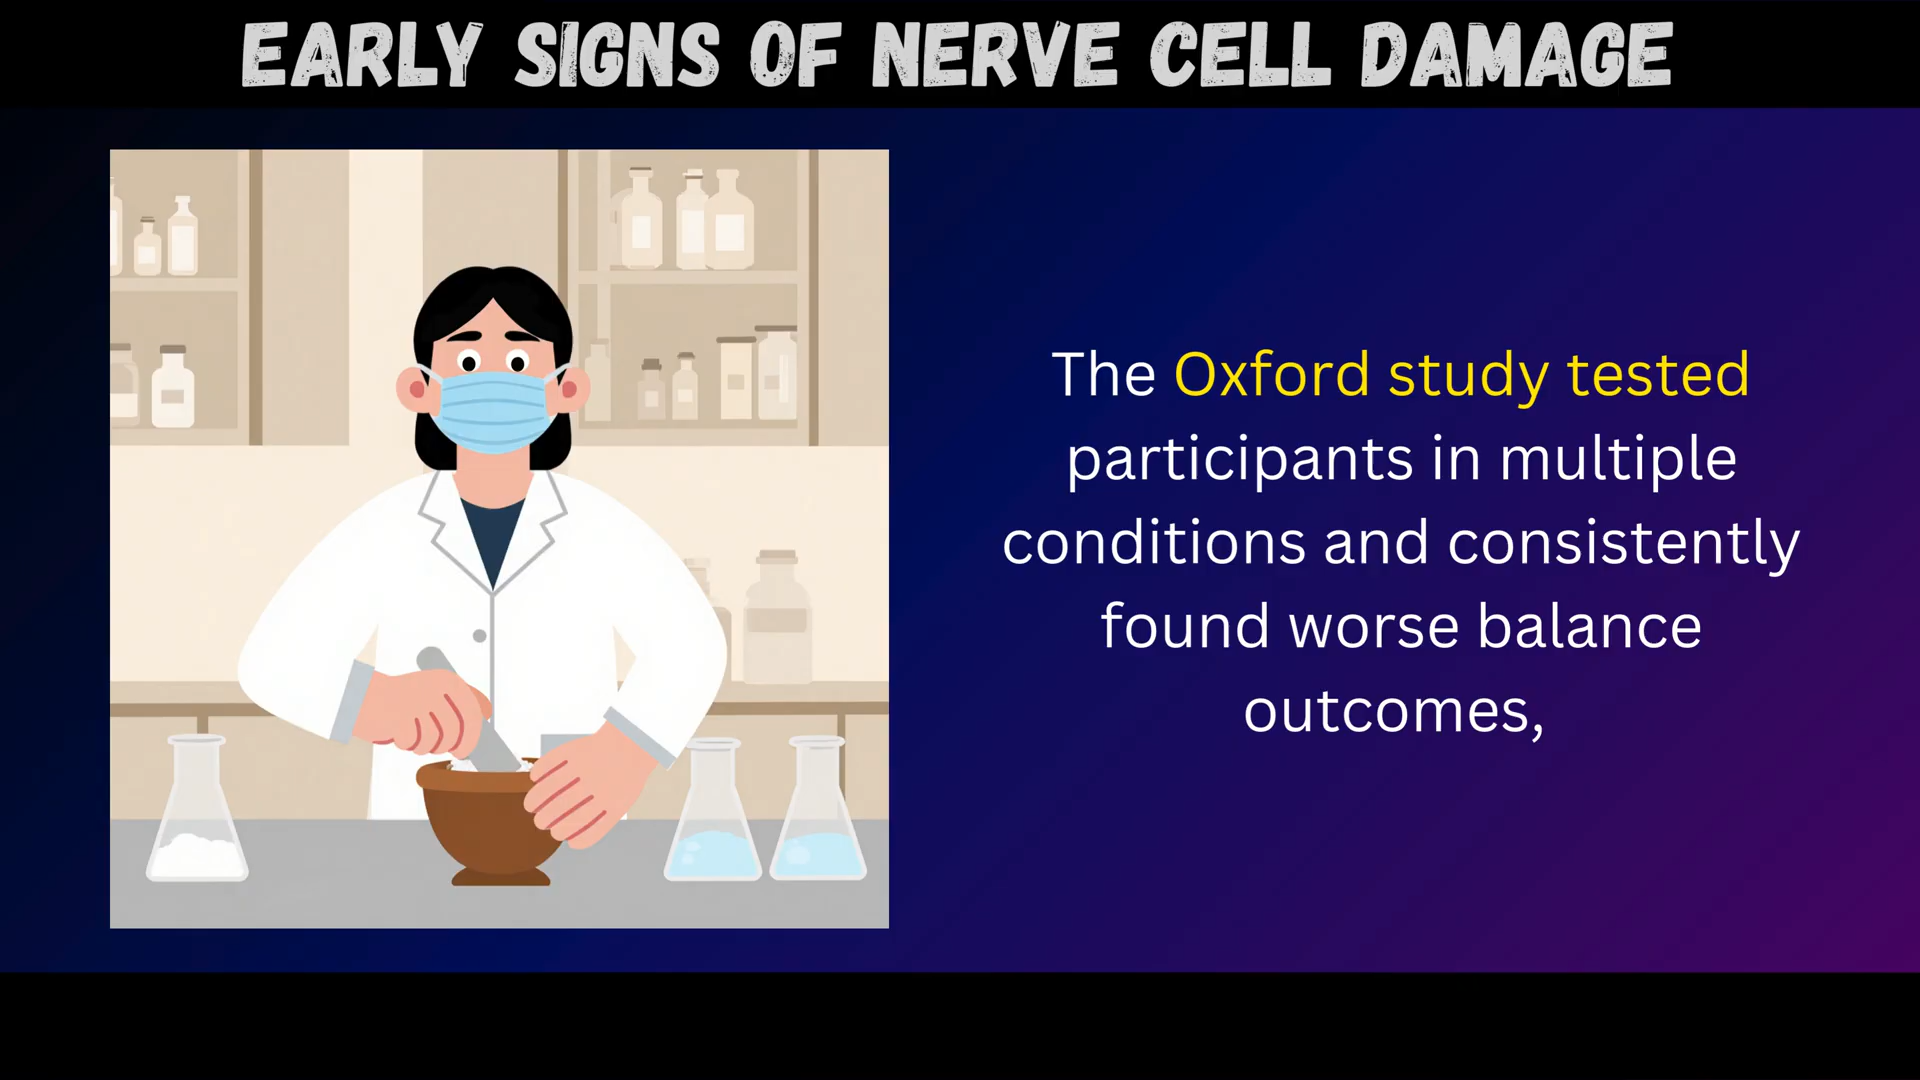 EARLY SIGNS OF NERVE CELL DAMAGE
The Oxford study tested
participants in multiple
conditions and consistently
found worse balance
outcomes,